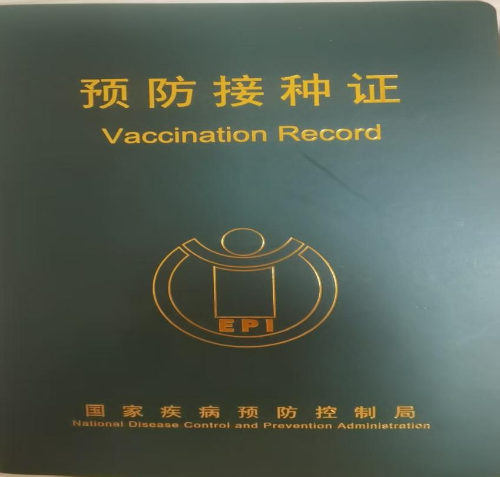 预防接种证
Vaccination Record
EPI
国家疾病预防控制局
National Disease Control and Prevention Administration